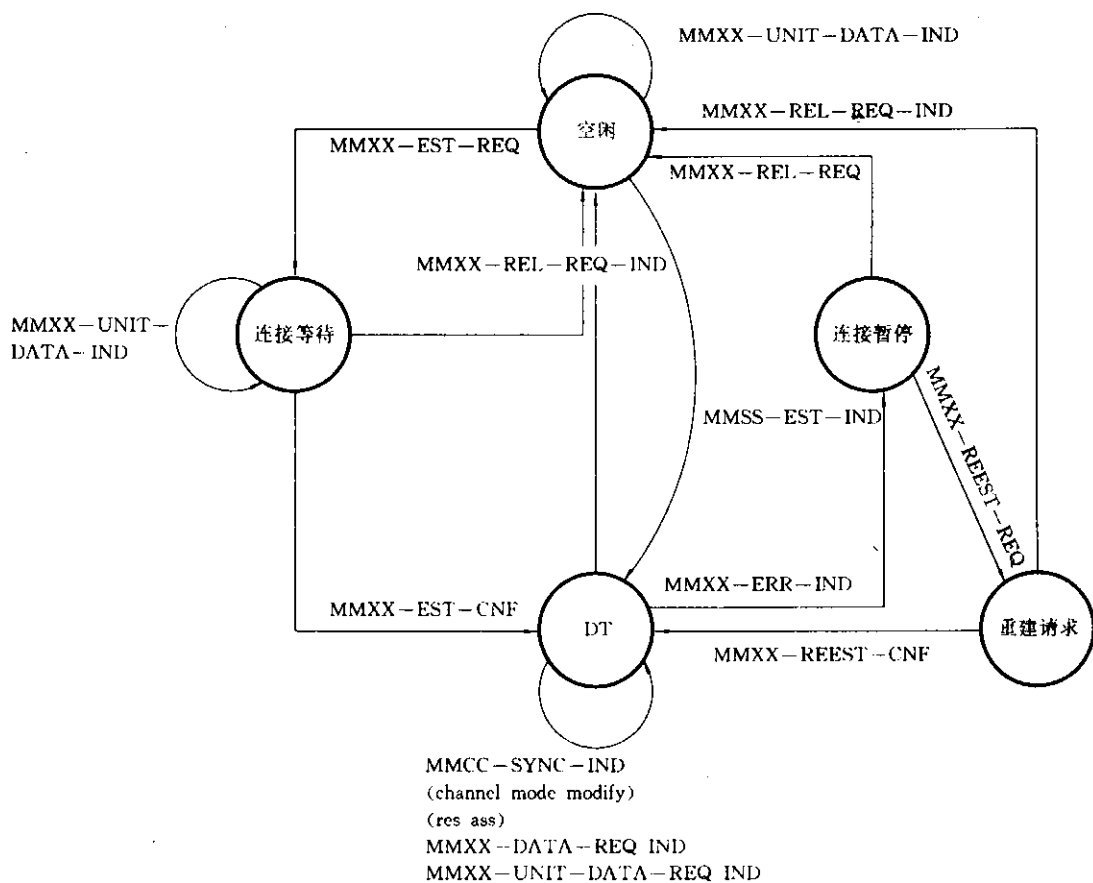 MMXX-UNIT-DATA-IND
MMXX-REL-REQ-IND
空闲
MMXX-EST-REQ
MMXX-REL-REQ
MMXX-REL-REQ-IND
MMXX-UNIT-
DATA-IND
连接等待
连接暂停
MMSS-EST-IND
MMXX-REEST-REQ
MMXX-EST-CNF
MMXX-ERR-IND
DT
重建请求
MMXX-REEST-CNF
MMCC-SYNC-IND
(channel mode modify)
(res ass)
MMXX-DATA-REQ IND
MMXX-UNIT-DATA-REQ IND